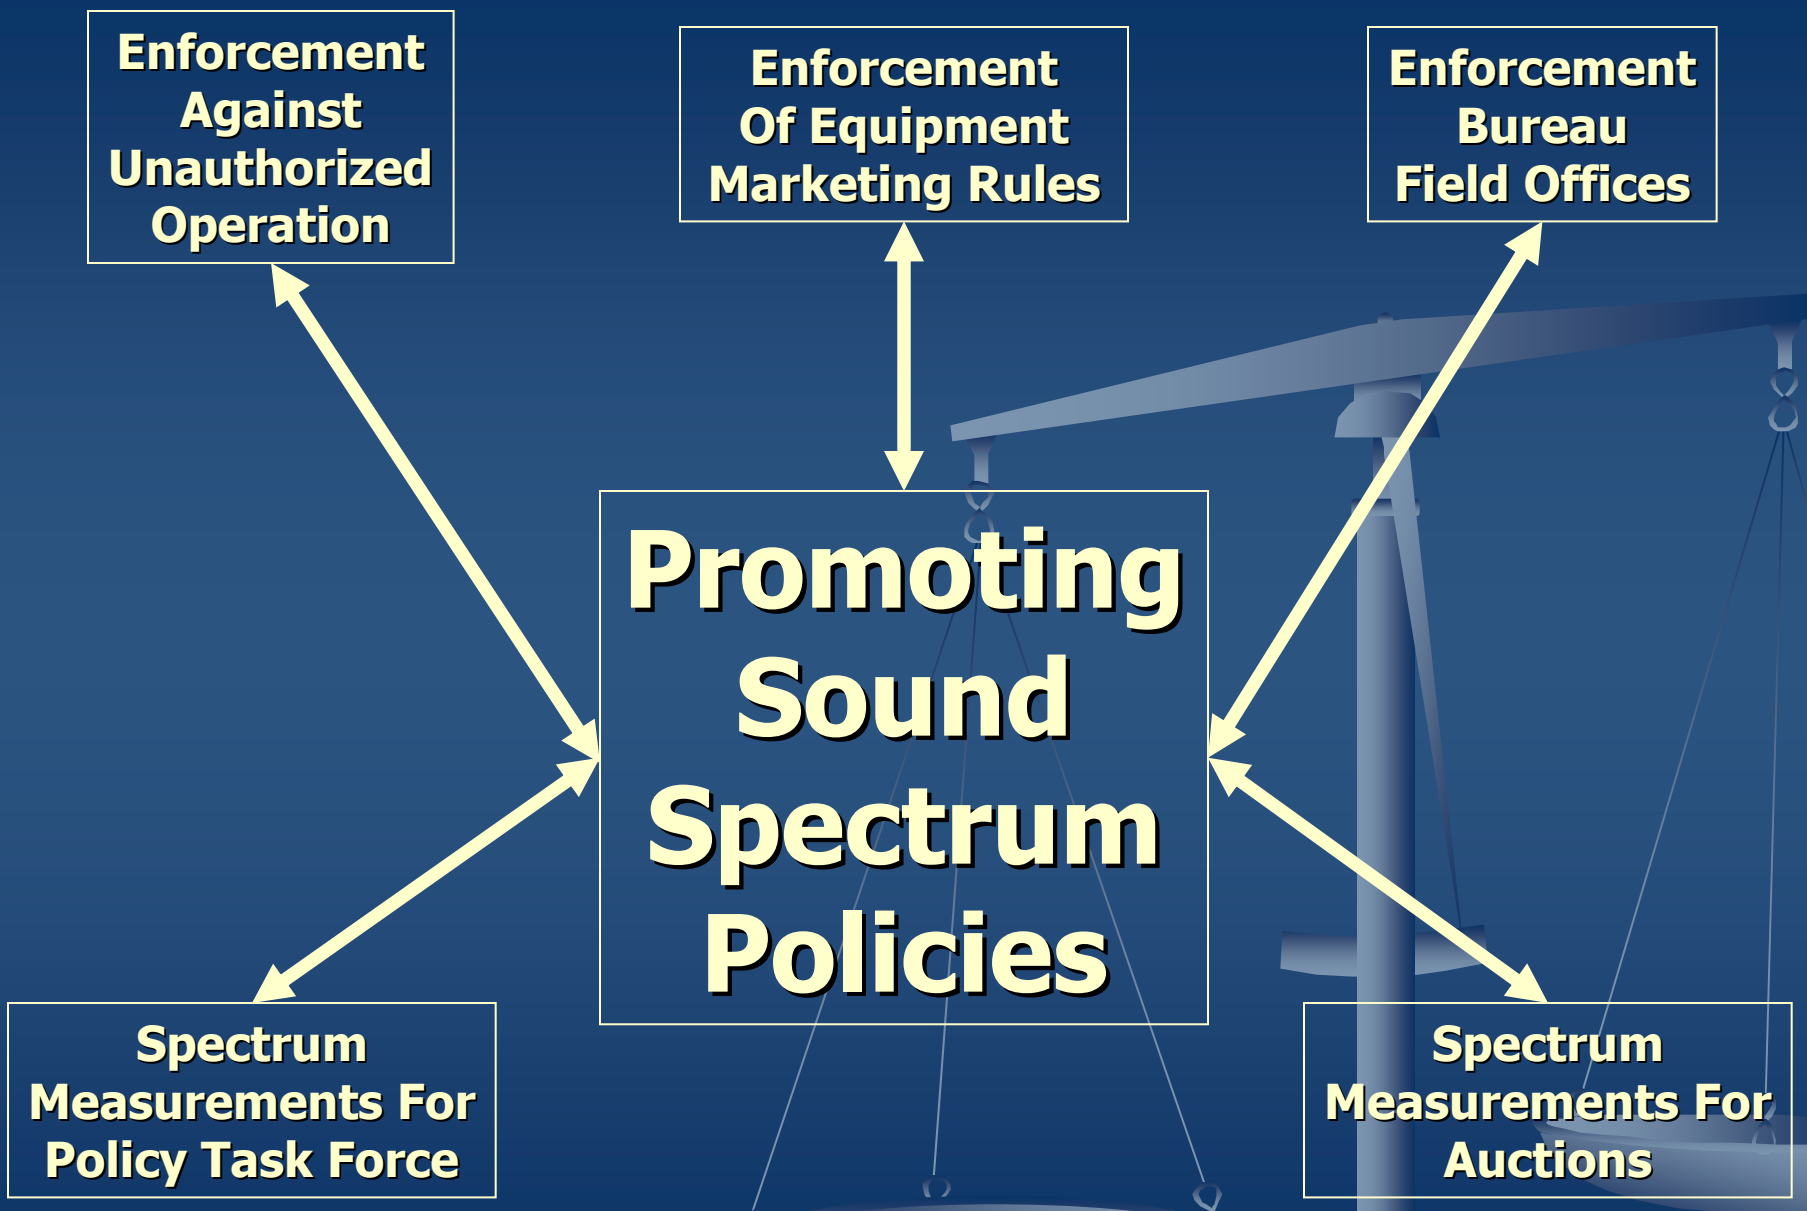 Enforcement
Against
Unauthorized
Operation
Enforcement
Of Equipment
Marketing Rules
Enforcement
Bureau
Field Offices
Promoting
Sound
Spectrum
Policies
Spectrum
Measurements For
Policy Task Force
Spectrum
Measurements For
Auctions